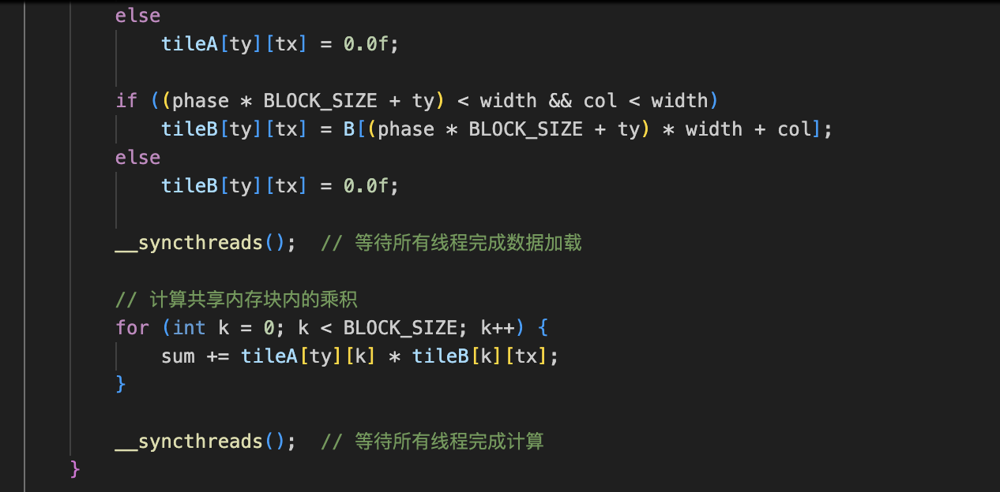 else
tileA[ty][tx] = 0.0f;
if ((phase * BLOCK_SIZE + ty) < width && col < width)
tileB[ty][tx] = B[(phase * BLOCK_SIZE + ty) * width + col];
else
tileB[ty][tx] = 0.0f;
__syncthreads();  // 等待所有线程完成数据加载
// 计算共享内存块内的乘积
for (int k = 0; k < BLOCK_SIZE; k++) {
sum += tileA[ty][k] * tileB[k][tx];
}
__syncthreads();  // 等待所有线程完成计算
}